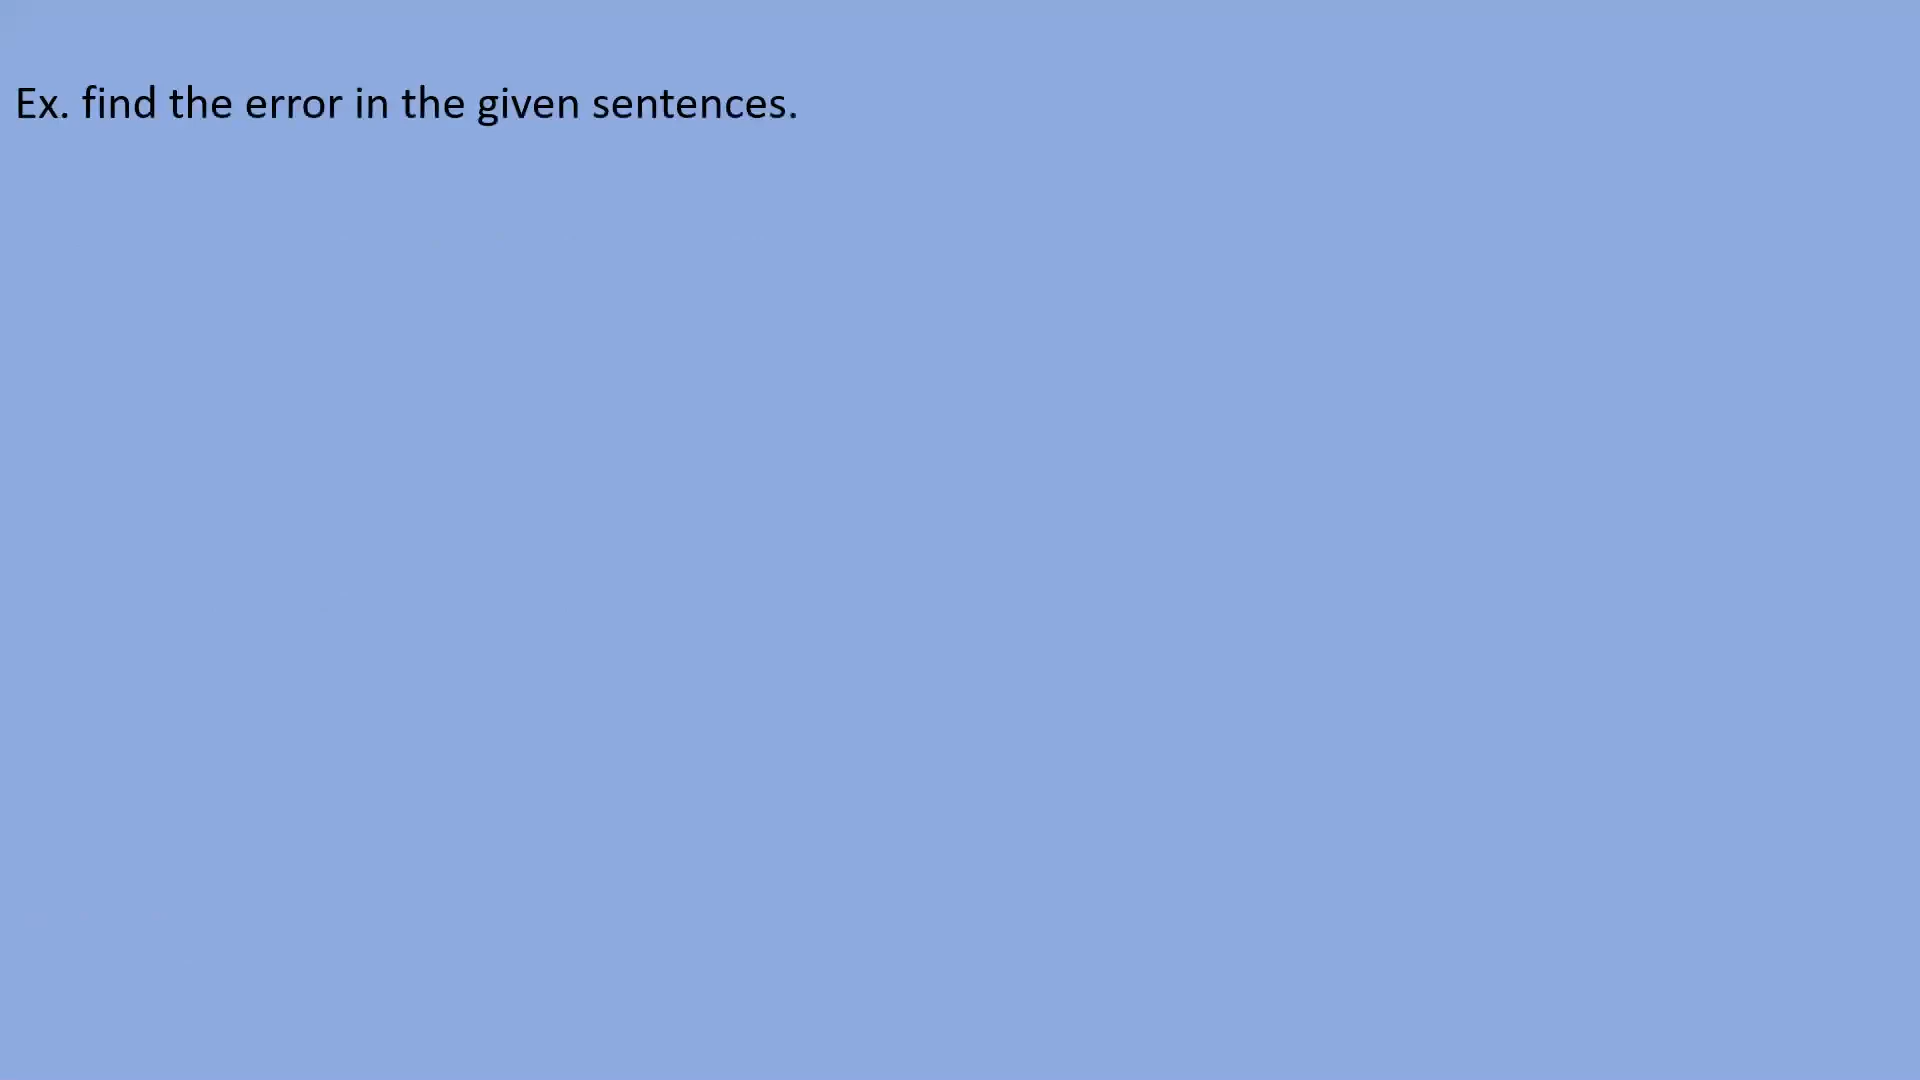 Ex. find the error in the given sentences.